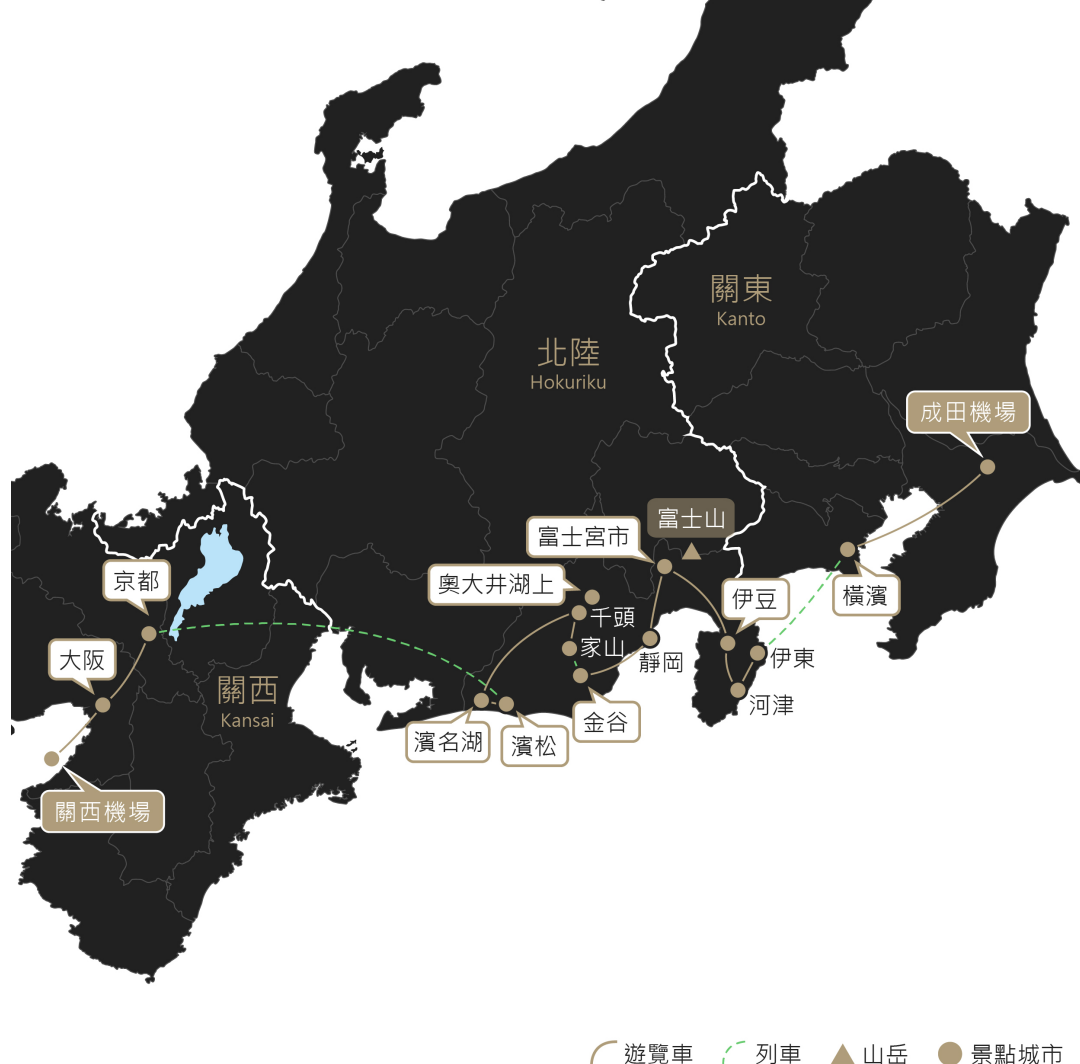 關東
Kanto
北陸
Hokuriku
成田機場
富士山
富士宮市
京都
奧大井湖上
伊豆
橫濱
千頭
大阪
家山
靜岡
伊東
關西
Kansai
河津
濱名湖
濱松
金谷
關西機場
遊覽車
列車
山岳
景點城市